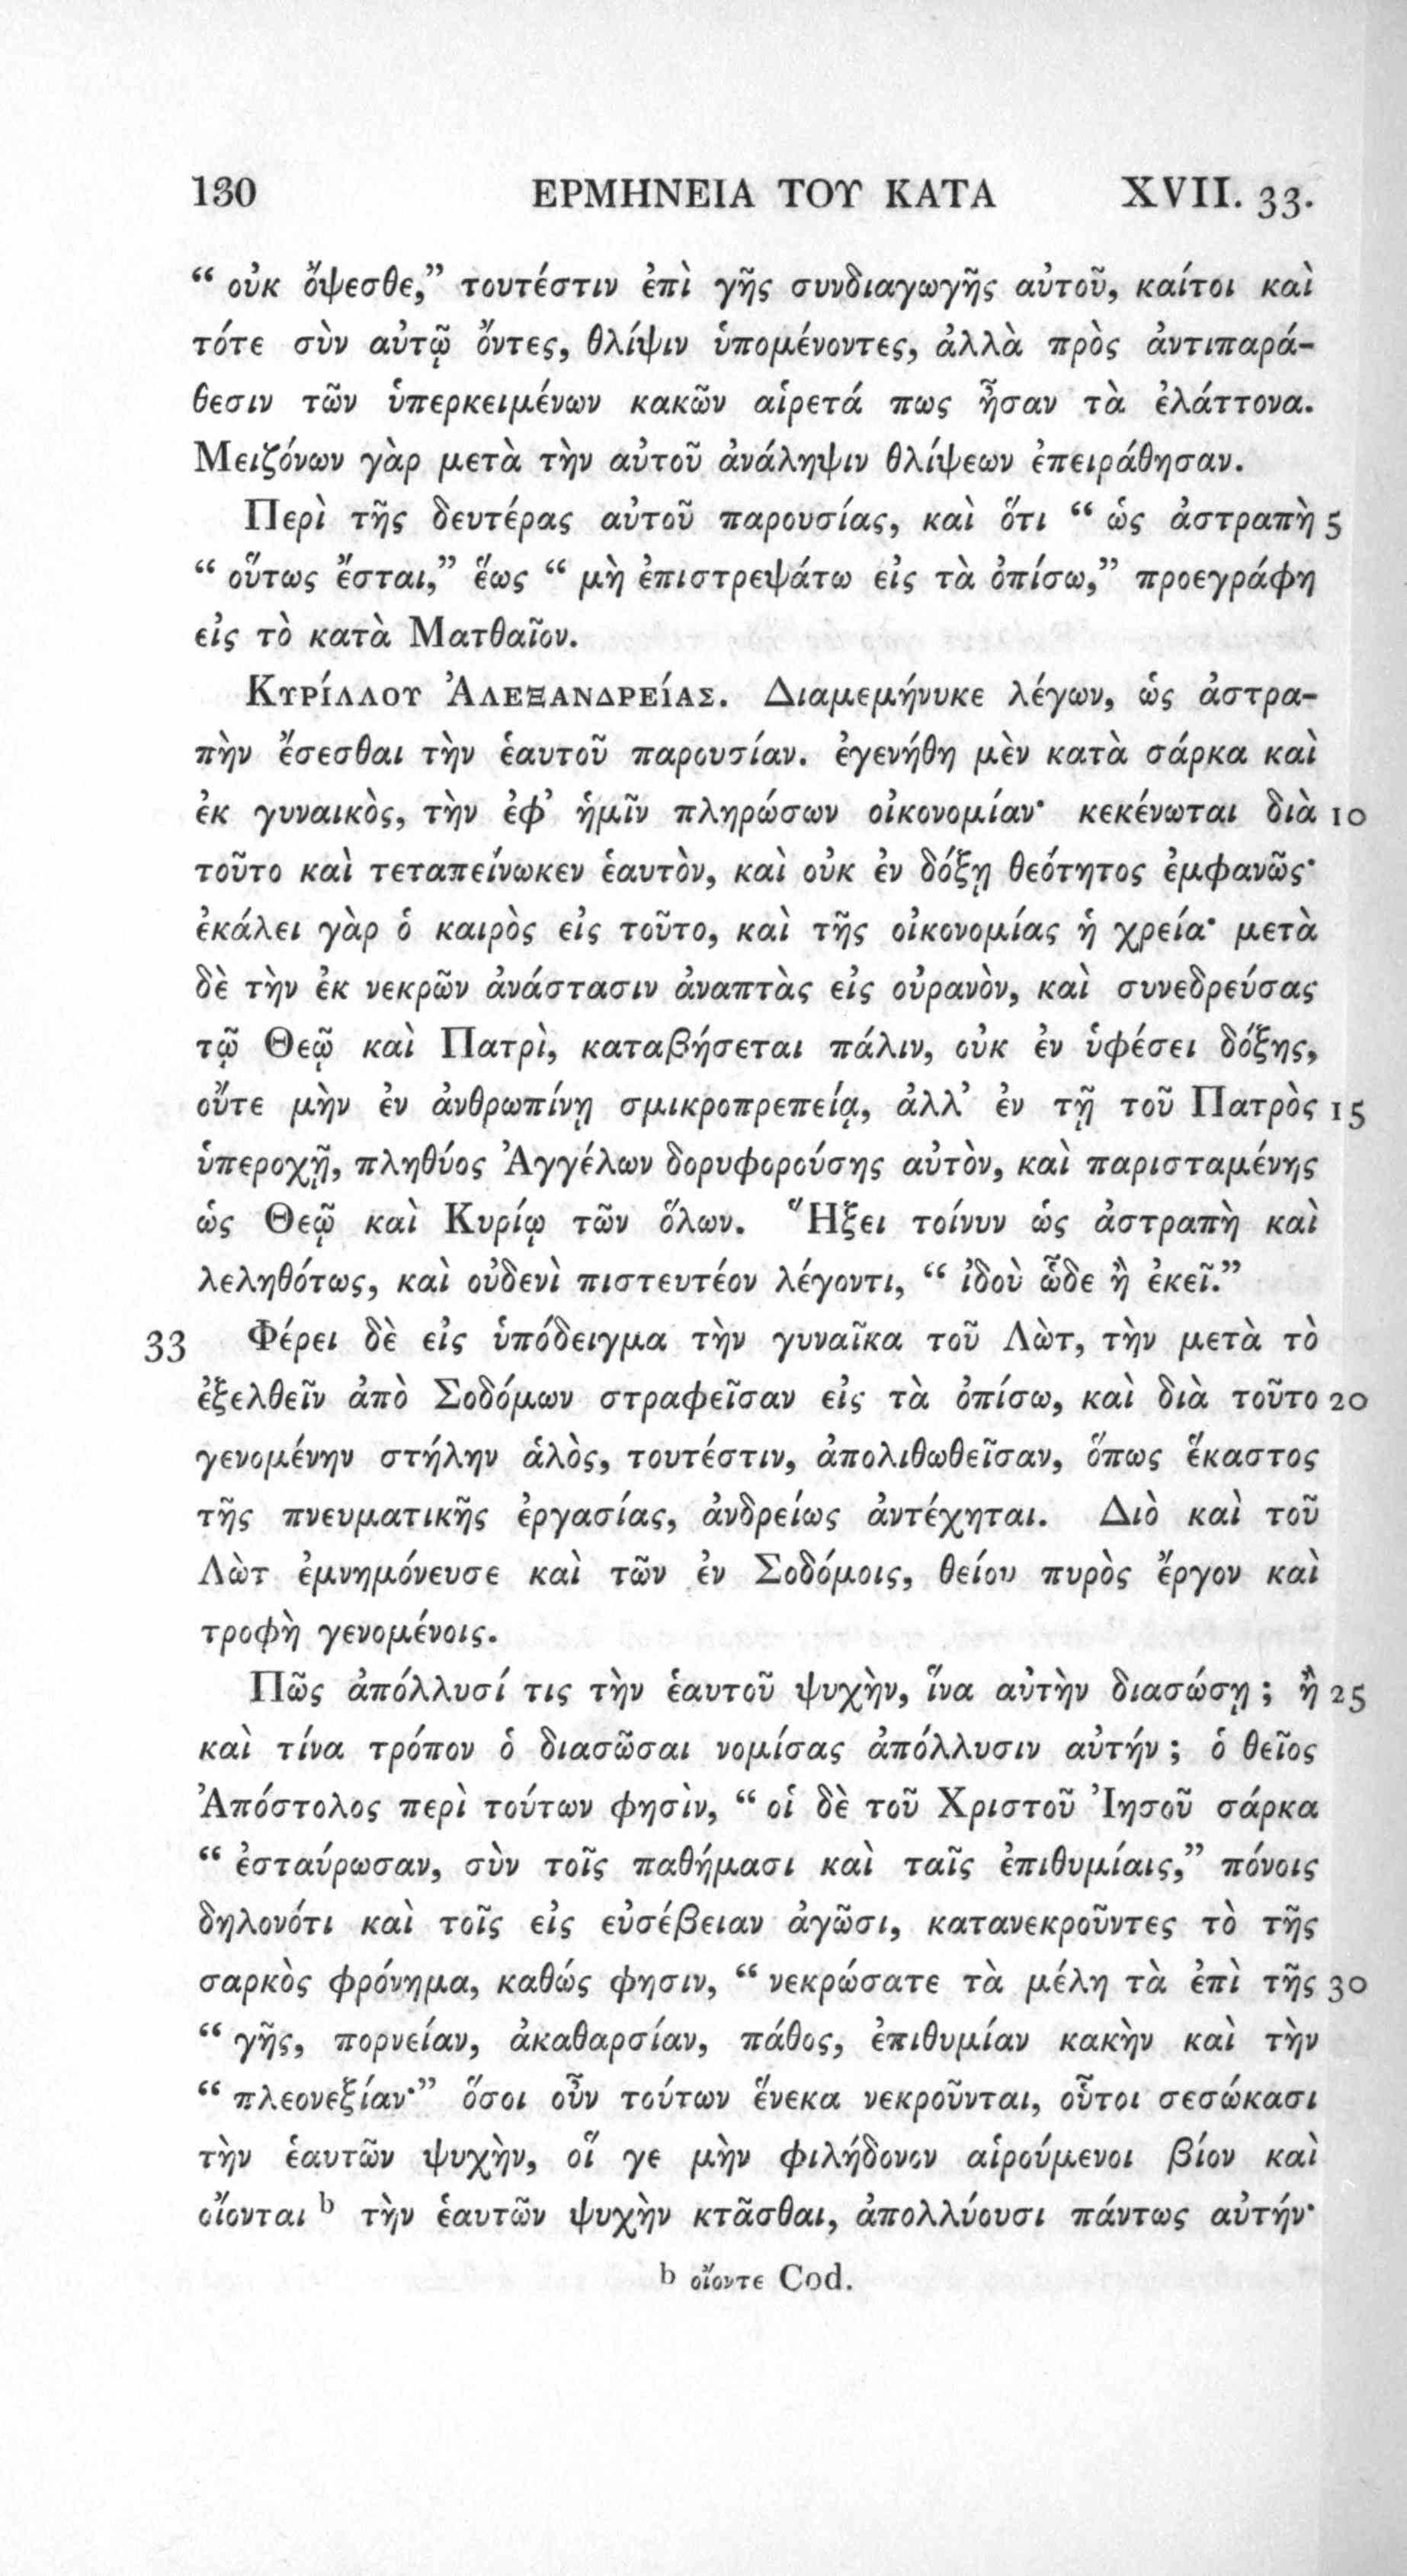 130 ΕΡΜΗΝΕΙΑ ΤΟΥ ΚΑΤΑ XVII. 33.
“ οὐκ ὄψεσθε,” τουτέστιν ἐπὶ γῆς συνδιαγωγῆς αὐτοῦ, καίτοι καὶ
τότε σὺν αὐτῷ ὄντες, θλίψιν ὑπομένοντες, ἀλλὰ πρὸς ἀντιπαρά-
θεσιν τῶν ὑπερκειμένων κακῶν αἱρετά πως ἦσαν τὰ ἐλάττονα.
Μειζόνων γὰρ μετὰ τὴν αὐτοῦ ἀνάληψιν θλίψεων ἐπειράθησαν.
Περὶ τῆς δευτέρας αὐτοῦ παρουσίας, καὶ ὅτι “ ὡς ἀστραπὴ 5
“ οὕτως ἔσται,” ἕως “ μὴ ἐπιστρεψάτω εἰς τὰ ὀπίσω,” προεγράφη
εἰς τὸ κατὰ Ματθαῖον.
Κυρίλλου Ἀλεξανδρείας. Διαμεμήνυκε λέγων, ὡς ἀστρα-
πὴν ἔσεσθαι τὴν ἑαυτοῦ παρουσίαν. ἐγενήθη μὲν κατὰ σάρκα καὶ
ἐκ γυναικὸς, τὴν ἐφ’ ἡμῖν πληρώσων οἰκονομίαν· κεκένωται διὰ 10
τοῦτο καὶ τεταπείνωκεν ἑαυτὸν, καὶ οὐκ ἐν δόξῃ θεότητος ἐμφανῶς·
ἐκάλει γὰρ ὁ καιρὸς εἰς τοῦτο, καὶ τῆς οἰκονομίας ἡ χρεία· μετὰ
δὲ τὴν ἐκ νεκρῶν ἀνάστασιν ἀναπτὰς εἰς οὐρανὸν, καὶ συνεδρεύσας
τῷ Θεῷ καὶ Πατρὶ, καταβήσεται πάλιν, οὐκ ἐν ὑφέσει δόξης,
οὔτε μὴν ἐν ἀνθρωπίνῃ σμικροπρεπείᾳ, ἀλλ’ ἐν τῇ τοῦ Πατρὸς 15
ὑπεροχῇ, πληθύος Ἀγγέλων δορυφορούσης αὐτὸν, καὶ παρισταμένης
ὡς Θεῷ καὶ Κυρίῳ τῶν ὅλων. Ἥξει τοίνυν ὡς ἀστραπὴ καὶ
λεληθότως, καὶ οὐδενὶ πιστευτέον λέγοντι, “ ἰδοὺ ὧδε ἢ ἐκεῖ.”
33 Φέρει δὲ εἰς ὑπόδειγμα τὴν γυναῖκα τοῦ Λὼτ, τὴν μετὰ τὸ
ἐξελθεῖν ἀπὸ Σοδόμων στραφεῖσαν εἰς τὰ ὀπίσω, καὶ διὰ τοῦτο 20
γενομένην στήλην ἁλὸς, τουτέστιν, ἀπολιθωθεῖσαν, ὅπως ἕκαστος
τῆς πνευματικῆς ἐργασίας, ἀνδρείως ἀντέχηται. Διὸ καὶ τοῦ
Λὼτ ἐμνημόνευσε καὶ τῶν ἐν Σοδόμοις, θείου πυρὸς ἔργον καὶ
τροφὴ γενομένοις.
Πῶς ἀπόλλυσί τις τὴν ἑαυτοῦ ψυχὴν, ἵνα αὐτὴν διασώσῃ ; ἢ 25
καὶ τίνα τρόπον ὁ διασῶσαι νομίσας ἀπόλλυσιν αὐτήν ; ὁ θεῖος
Ἀπόστολος περὶ τούτων φησὶν, “ οἱ δὲ τοῦ Χριστοῦ Ἰησοῦ σάρκα
“ ἐσταύρωσαν, σὺν τοῖς παθήμασι καὶ ταῖς ἐπιθυμίαις,” πόνοις
δηλονότι καὶ τοῖς εἰς εὐσέβειαν ἀγῶσι, κατανεκροῦντες τὸ τῆς
σαρκὸς φρόνημα, καθώς φησιν, “ νεκρώσατε τὰ μέλη τὰ ἐπὶ τῆς 30
“ γῆς, πορνείαν, ἀκαθαρσίαν, πάθος, ἐπιθυμίαν κακὴν καὶ τὴν
“ πλεονεξίαν·” ὅσοι οὖν τούτων ἕνεκα νεκροῦνται, οὗτοι σεσώκασι
τὴν ἑαυτῶν ψυχὴν, οἵ γε μὴν φιλήδονον αἱρούμενοι βίον καὶ
οἴονται b τὴν ἑαυτῶν ψυχὴν κτᾶσθαι, ἀπολλύουσι πάντως αὐτήν·
b οἴοντε Cod.